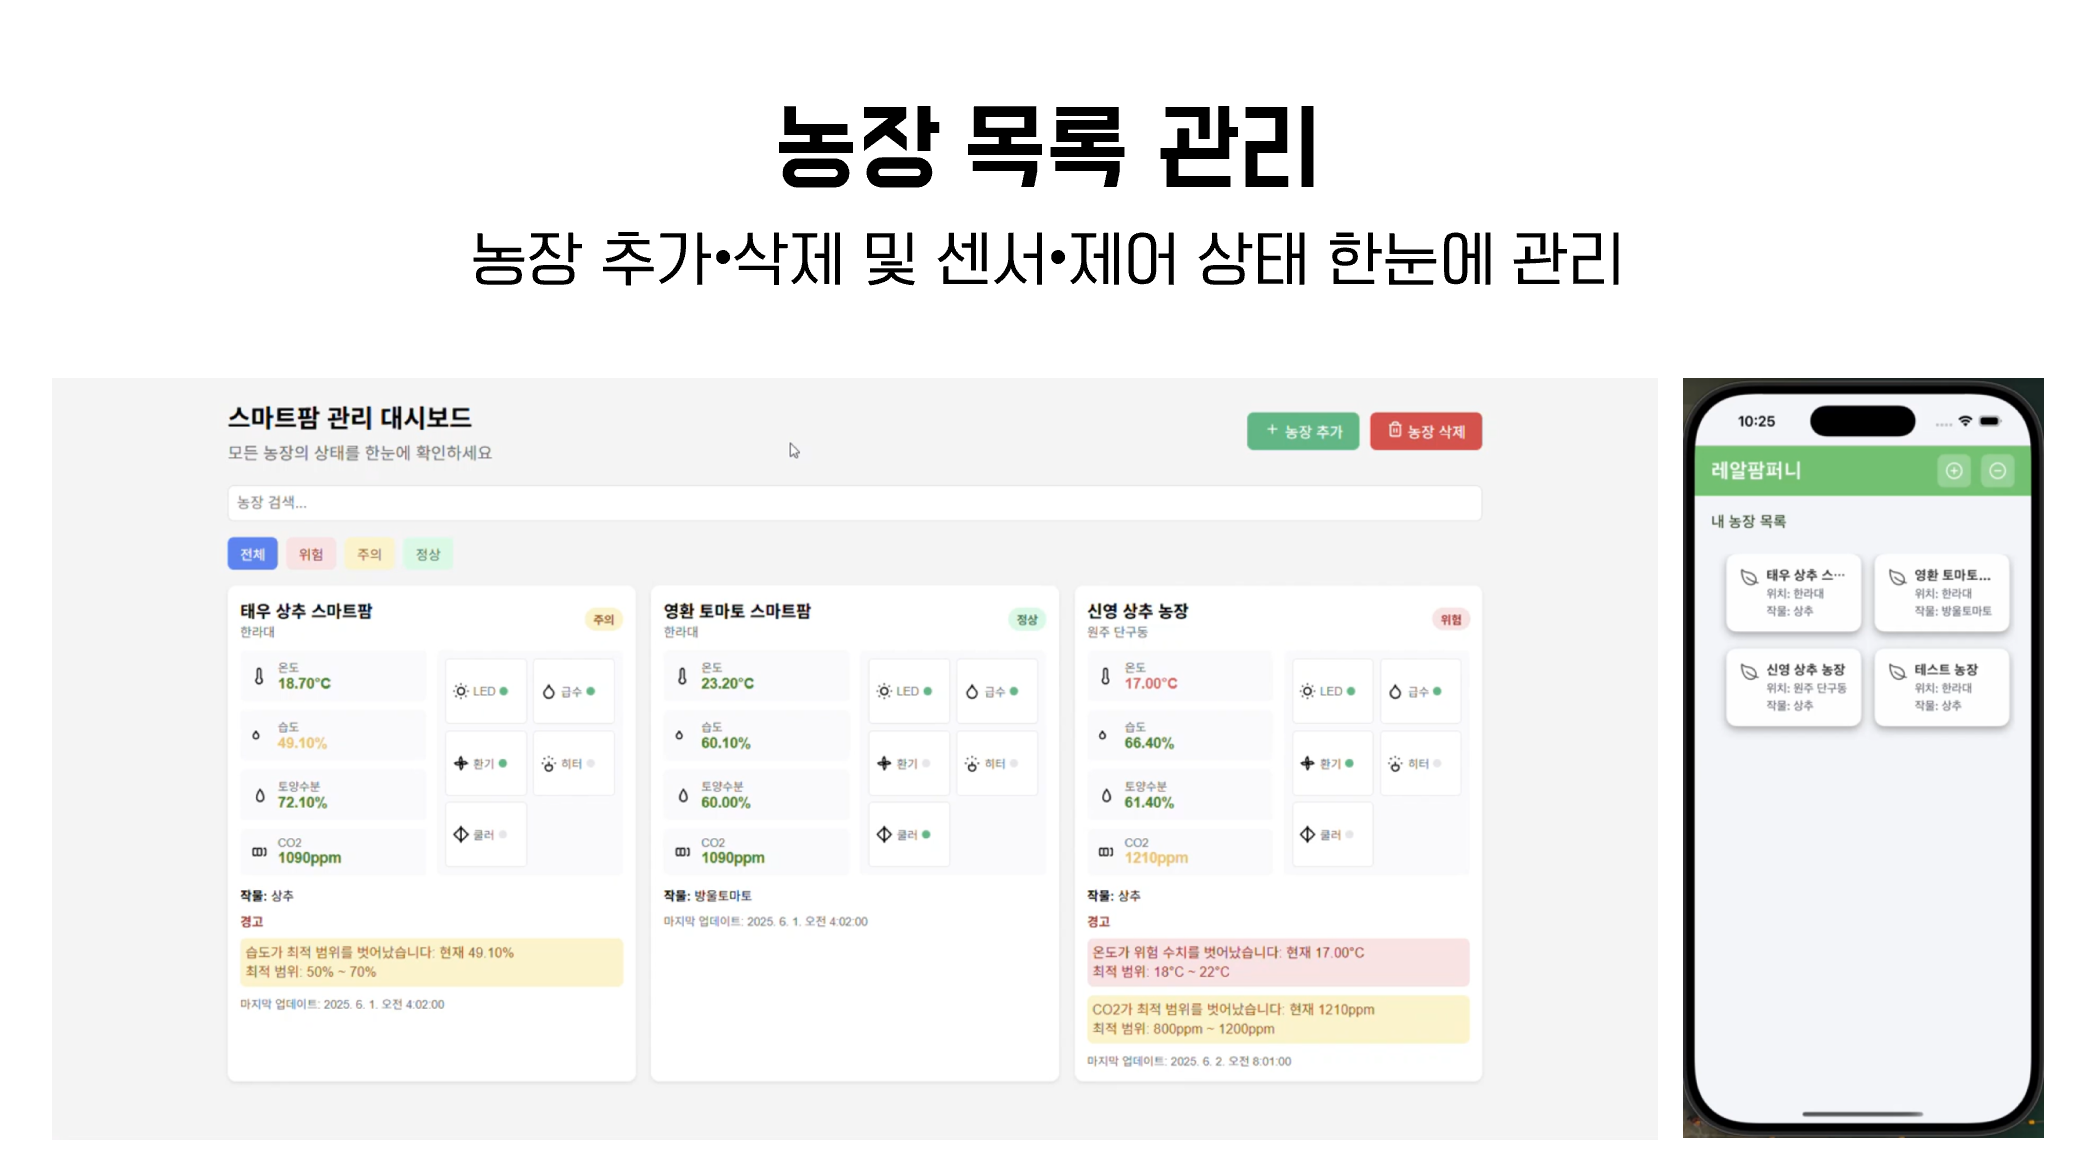 농장 목록 관리
농장 추가•삭제 및 센서•제어 상태 한눈에 관리
스마트팜 관리 대시보드
모든 농장의 상태를 한눈에 확인하세요
+ 농장 추가
농장 삭제
농장 검색...
전체
위험
주의
정상
태우 상추 스마트팜
한라대
주의
온도
18.70°C
습도
49.10%
토양수분
72.10%
CO2
1090ppm
LED
급수
환기
히터
쿨러
작물: 상추
경고
습도가 최적 범위를 벗어났습니다: 현재 49.10%
최적 범위: 50% ~ 70%
마지막 업데이트: 2025. 6. 1. 오전 4:02:00
영환 토마토 스마트팜
한라대
정상
온도
23.20°C
습도
60.10%
토양수분
60.00%
CO2
1090ppm
LED
급수
환기
히터
쿨러
작물: 방울토마토
마지막 업데이트: 2025. 6. 1. 오전 4:02:00
신영 상추 농장
원주 단구동
위험
온도
17.00°C
습도
66.40%
토양수분
61.40%
CO2
1210ppm
LED
급수
환기
히터
쿨러
작물: 상추
경고
온도가 위험 수치를 벗어났습니다: 현재 17.00°C
최적 범위: 18°C ~ 22°C
CO2가 최적 범위를 벗어났습니다: 현재 1210ppm
최적 범위: 800ppm ~ 1200ppm
마지막 업데이트: 2025. 6. 2. 오전 8:01:00
10:25
레알팜퍼니
내 농장 목록
태우 상추 스…
위치: 한라대
작물: 상추
영환 토마토...
위치: 한라대
작물: 방울토마토
신영 상추 농장
위치: 원주 단구동
작물: 상추
테스트 농장
위치: 한라대
작물: 상추